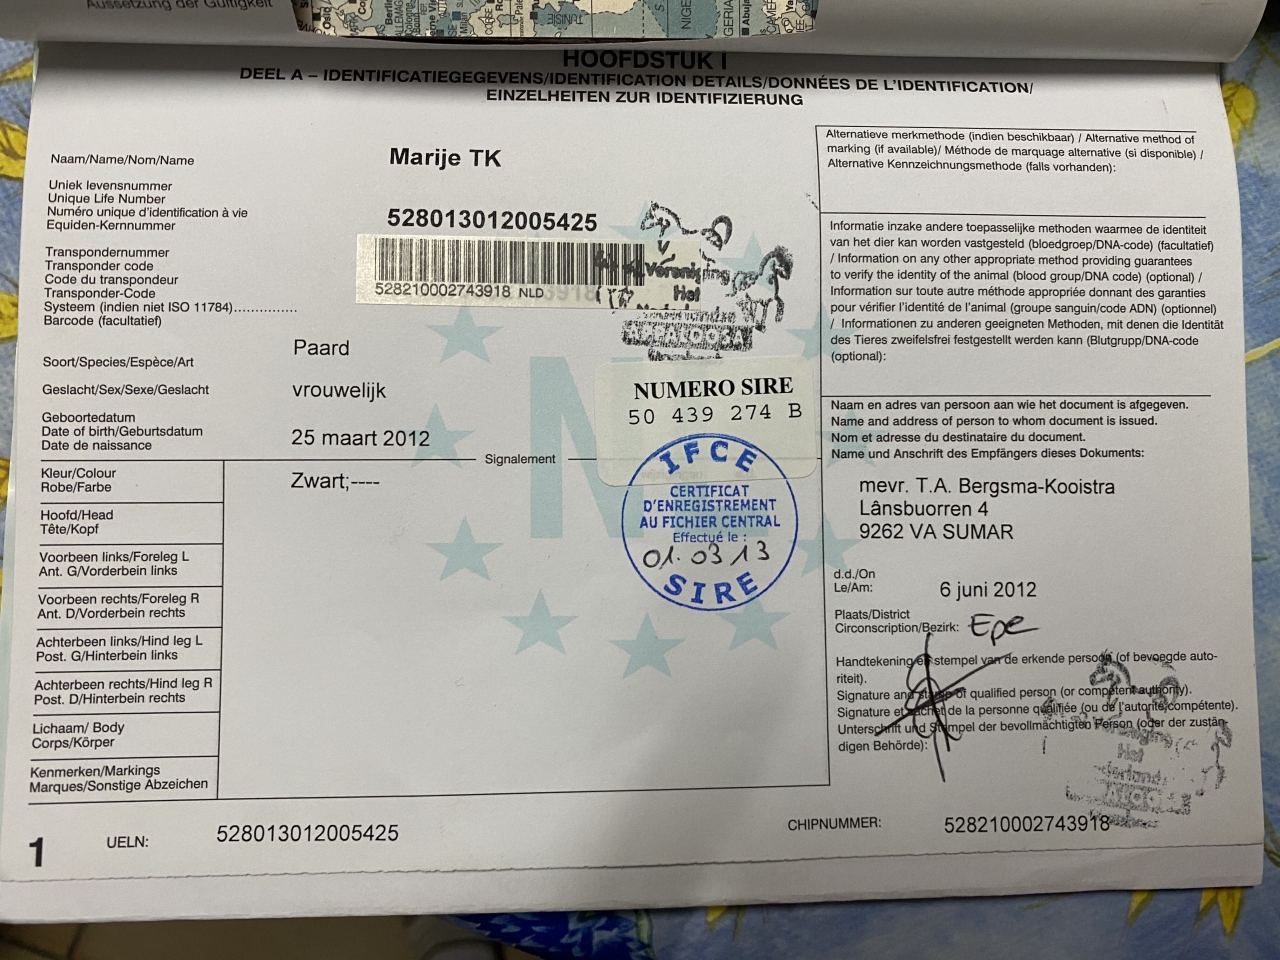 Aussetzung der Gültigkeit
HOOFDSTUK I
DEEL A – IDENTIFICATIEGEGEVENS/IDENTIFICATION DETAILS/DONNÉES DE L'IDENTIFICATION/
EINZELHEITEN ZUR IDENTIFIZIERUNG
Naam/Name/Nom/Name
Marije TK
Uniek levensnummer
Unique Life Number
Numéro unique d'identification à vie
Equiden-Kernnummer
528013012005425
Transpondernummer
Transponder code
Code du transpondeur
Transponder-Code
Systeem (indien niet ISO 11784)...............
Barcode (facultatief)
528210002743918 NLD
Vereniging
Het
APPALOOSA
Soort/Species/Espèce/Art
Paard
Geslacht/Sex/Sexe/Geslacht
vrouwelijk
Geboortedatum
Date of birth/Geburtsdatum
Date de naissance
25 maart 2012
NUMERO SIRE
50 439 274 B
Signalement
Kleur/Colour
Robe/Farbe
Zwart;----
Hoofd/Head
Tête/Kopf
Voorbeen links/Foreleg L
Ant. G/Vorderbein links
Voorbeen rechts/Foreleg R
Ant. D/Vorderbein rechts
Achterbeen links/Hind leg L
Post. G/Hinterbein links
Achterbeen rechts/Hind leg R
Post. D/Hinterbein rechts
Lichaam/ Body
Corps/Körper
Kenmerken/Markings
Marques/Sonstige Abzeichen
IFCE
CERTIFICAT
D'ENREGISTREMENT
AU FICHIER CENTRAL
Effectué le :
01.03 13
SIRE
Alternatieve merkmethode (indien beschikbaar) / Alternative method of
marking (if available)/ Méthode de marquage alternative (si disponible) /
Alternative Kennzeichnungsmethode (falls vorhanden):
Informatie inzake andere toepasselijke methoden waarmee de identiteit
van het dier kan worden vastgesteld (bloedgroep/DNA-code) (facultatief)
/ Information on any other appropriate method providing guarantees
to verify the identity of the animal (blood group/DNA code) (optional) /
Information sur toute autre méthode appropriée donnant des garanties
pour vérifier l'identité de l'animal (groupe sanguin/code ADN) (optionnel)
/ Informationen zu anderen geeigneten Methoden, mit denen die Identität
des Tieres zweifelsfrei festgestellt werden kann (Blutgrupp/DNA-code
(optional):
Naam en adres van persoon aan wie het document is afgegeven.
Name and address of person to whom document is issued.
Nom et adresse du destinataire du document.
Name und Anschrift des Empfängers dieses Dokuments:
mevr. T.A. Bergsma-Kooistra
Lânsbuorren 4
9262 VA SUMAR
d.d./On
Le/Am:
6 juni 2012
Plaats/District
Circonscription/Bezirk: Epe
Handtekening en stempel van de erkende persoon (of bevoegde auto-
riteit).
Signature and stamp of qualified person (or competent authority).
Signature et cachet de la personne qualifiée (ou de l'autorité compétente).
Unterschrift und Stempel der bevollmächtigten Person (oder der zustän-
digen Behörde):
Het
1
UELN:
528013012005425
CHIPNUMMER:
528210002743918